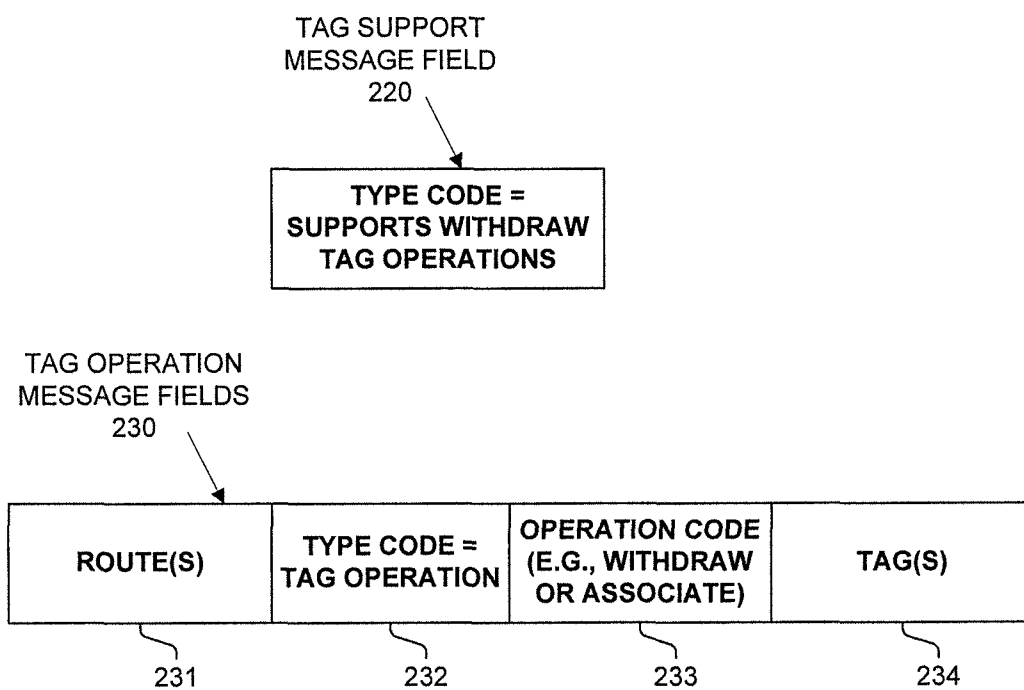 TAG SUPPORT
MESSAGE FIELD
220
TYPE CODE =
SUPPORTS WITHDRAW
TAG OPERATIONS
TAG OPERATION
MESSAGE FIELDS
230
ROUTE(S)
TYPE CODE =
TAG OPERATION
OPERATION CODE
(E.G., WITHDRAW
OR ASSOCIATE)
TAG(S)
231
232
233
234